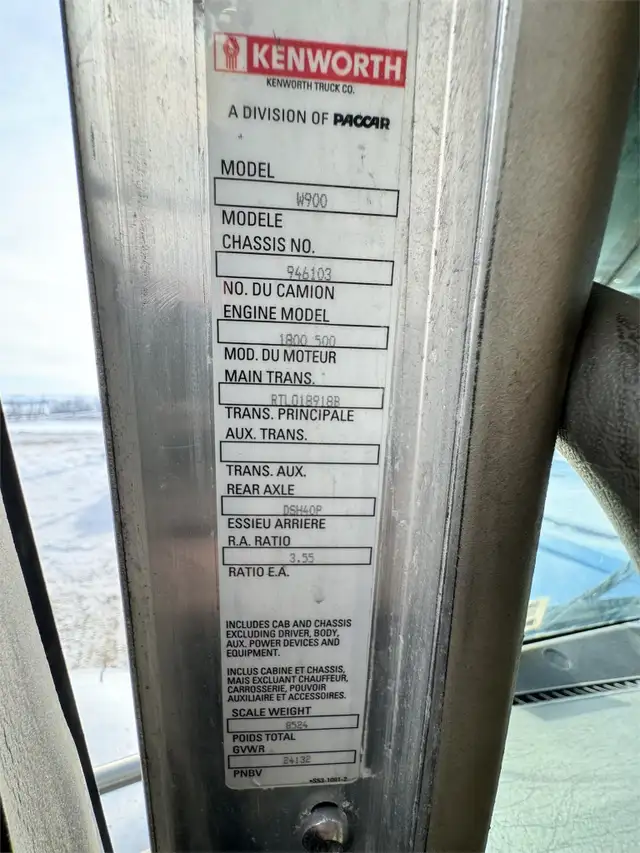 KENWORTH
KENWORTH TRUCK CO.
A DIVISION OF PACCAR
MODEL
W900
MODELE
CHASSIS NO.
946103
NO. DU CAMION
ENGINE MODEL
1800 500
MOD. DU MOTEUR
MAIN TRANS.
RTLO18918B
TRANS. PRINCIPALE
AUX. TRANS.
TRANS. AUX.
REAR AXLE
DSH40P
ESSIEU ARRIERE
R.A. RATIO
3.55
RATIO E.A.
INCLUDES CAB AND CHASSIS
EXCLUDING DRIVER, BODY,
AUX. POWER DEVICES AND
EQUIPMENT.
INCLUS CABINE ET CHASSIS,
MAIS EXCLUANT CHAUFFEUR,
CARROSSERIE, POUVOIR
AUXILIAIRE ET ACCESSOIRES.
SCALE WEIGHT
8524
POIDS TOTAL
GVWR
24132
PNBV